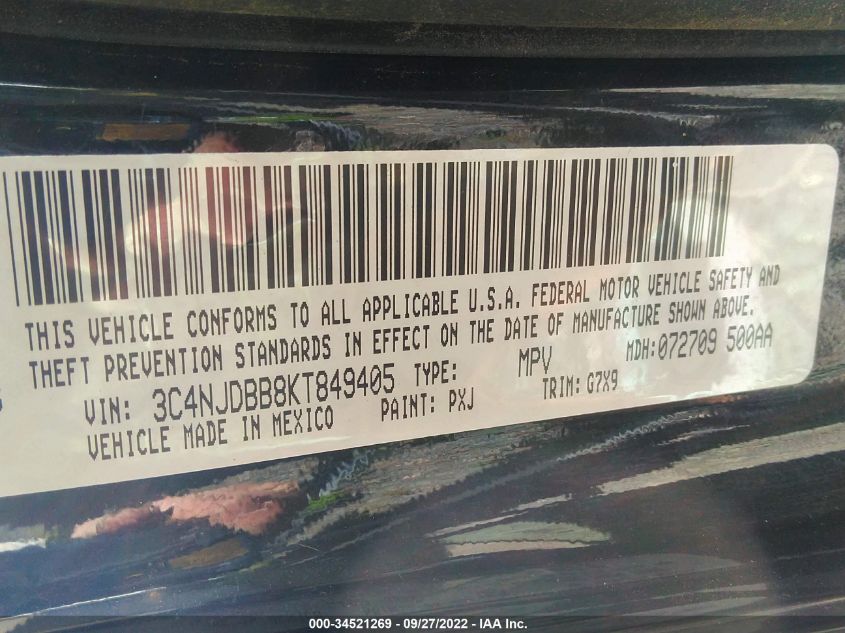 THIS VEHICLE CONFORMS TO ALL APPLICABLE U.S.A. FEDERAL MOTOR VEHICLE SAFETY AND
THEFT PREVENTION STANDARDS IN EFFECT ON THE DATE OF MANUFACTURE SHOWN ABOVE.
VIN: 3C4NJDBB8KT849405 TYPE: MPV MDH:072709 500AA
VEHICLE MADE IN MEXICO PAINT: PXJ TRIM: G7X9
000-34521269 - 09/27/2022 - IAA Inc.